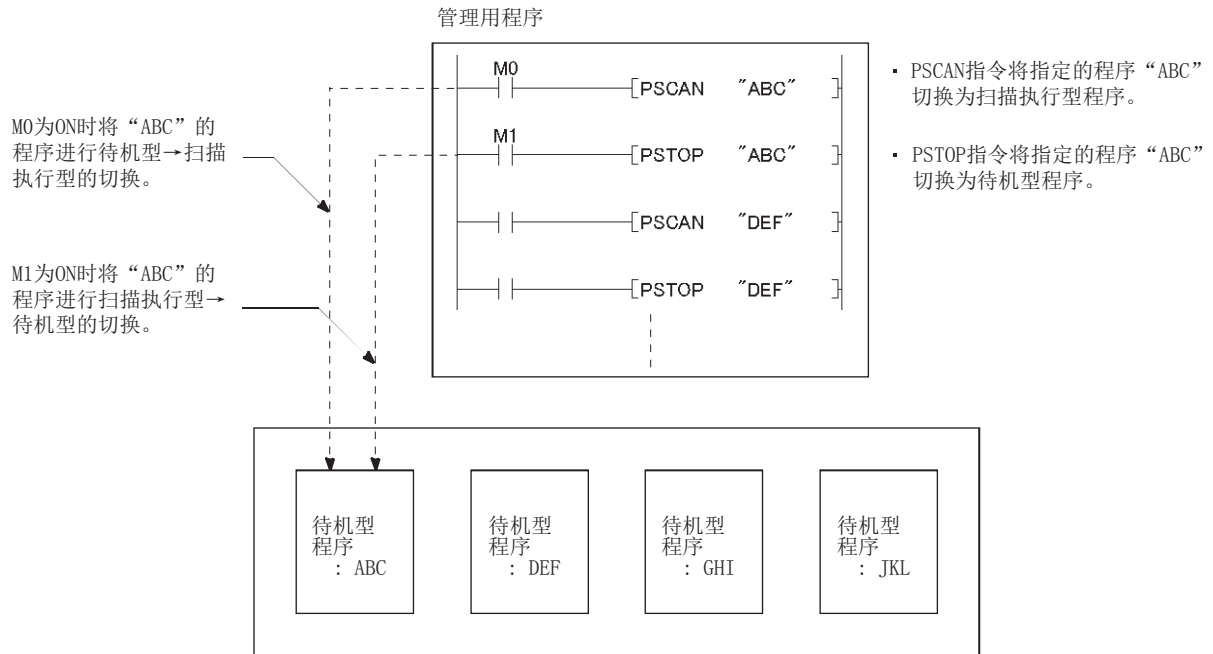 管理用程序
M0
PSCAN "ABC"
M1
PSTOP "ABC"
PSCAN "DEF"
PSTOP "DEF"
▪ PSCAN指令将指定的程序“ABC”
切换为扫描执行型程序。
▪ PSTOP指令将指定的程序“ABC”
切换为待机型程序。
M0为ON时将“ABC”的
程序进行待机型→扫描
执行型的切换。
M1为ON时将“ABC”的
程序进行扫描执行型→
待机型的切换。
待机型
程序
: ABC
待机型
程序
: DEF
待机型
程序
: GHI
待机型
程序
: JKL